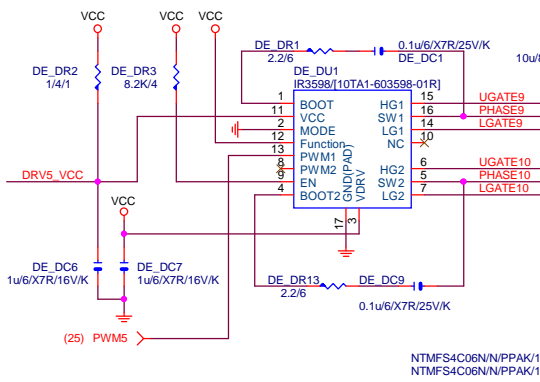 VCC VCC VCC
DE_DR1
2.2/6
0.1u/6/X7R/25V/K
DE_DC1
10u/8
DE_DR2
1/4/1
DE_DR3
8.2K/4
DE_DU1
IR3598/[10TA1-603598-01R]
1 BOOT
11 VCC
2 MODE
12 Function
13 PWM1
8 PWM2
9 EN
4 BOOT2
GND(PAD)
VDRV
17
3
HG1 15 UGATE9
SW1 16 PHASE9
LG1 14 LGATE9
NC 10
HG2 6 UGATE10
SW2 5 PHASE10
LG2 7 LGATE10
DRV5_VCC
VCC
DE_DC6
1u/6/X7R/16V/K
DE_DC7
1u/6/X7R/16V/K
DE_DR13
2.2/6
DE_DC9
0.1u/6/X7R/25V/K
(25) PWM5
NTMFS4C06N/N/PPAK/1
NTMFS4C06N/N/PPAK/1